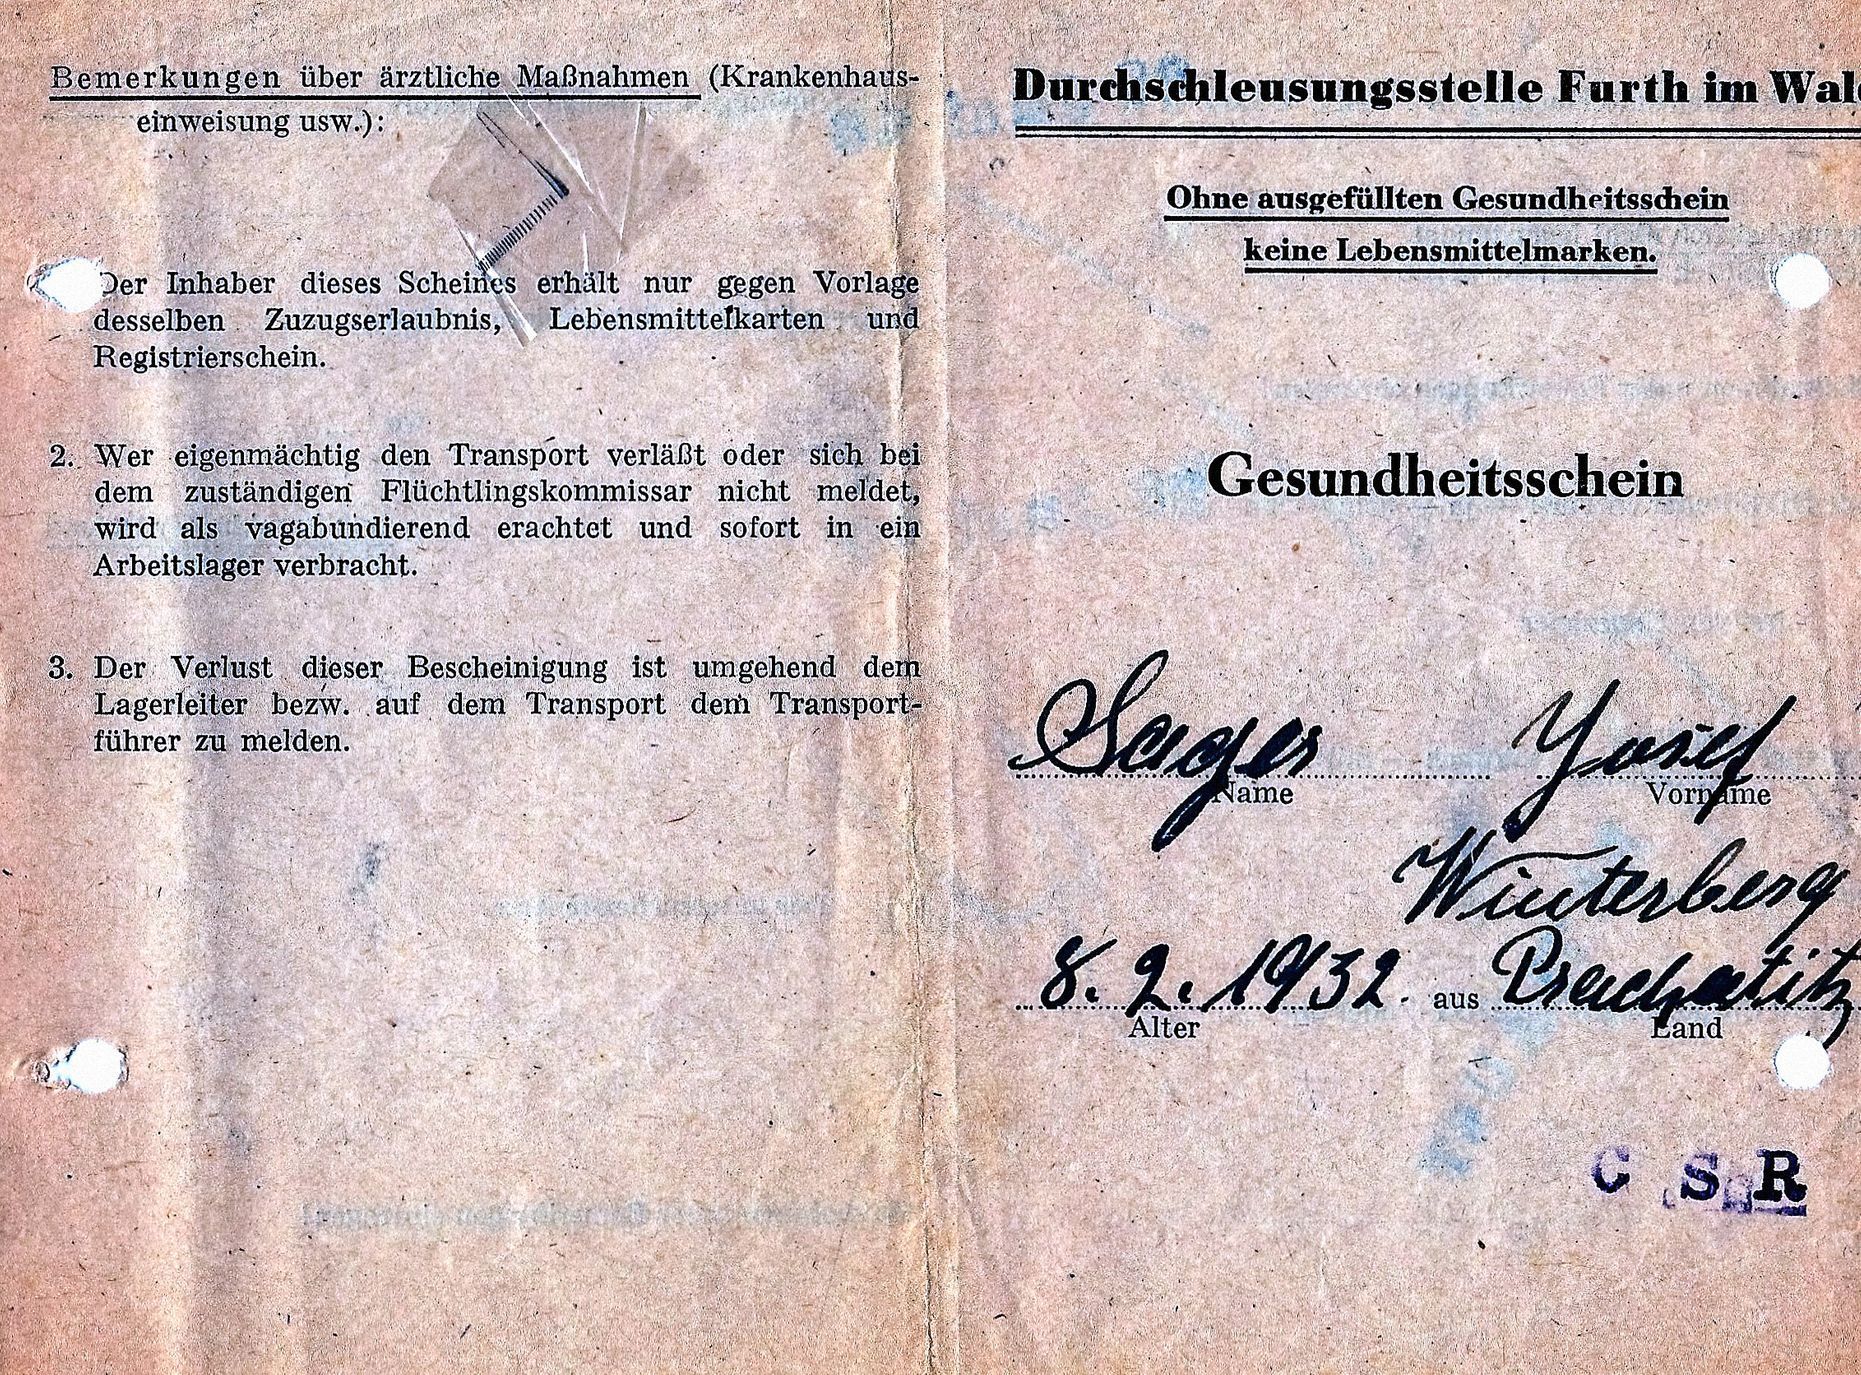 Bemerkungen über ärztliche Maßnahmen (Krankenhaus-
einweisung usw.):
Der Inhaber dieses Scheines erhält nur gegen Vorlage
desselben Zuzugserlaubnis, Lebensmittelkarten und
Registrierschein.
2. Wer eigenmächtig den Transport verläßt oder sich bei
dem zuständigen Flüchtlingskommissar nicht meldet,
wird als vagabundierend erachtet und sofort in ein
Arbeitslager verbracht.
3. Der Verlust dieser Bescheinigung ist umgehend dem
Lagerleiter bezw. auf dem Transport dem Transport-
führer zu melden.
Durchschleusungsstelle Furth im Wald
Ohne ausgefüllten Gesundheitsschein
keine Lebensmittelmarken.
Gesundheitsschein
Sager Josef
Name Vorname
Winterberg
8.2.1932. aus Prachatitz
Alter Land
C S R